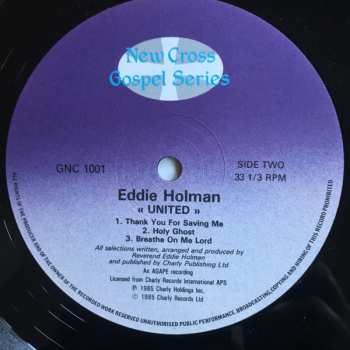 New Cross
Gospel Series
GNC 1001
SIDE TWO
33 1/3 RPM
Eddie Holman
« UNITED »
1. Thank You For Saving Me
2. Holy Ghost
3. Breathe On Me Lord
All selections written, arranged and produced by
Reverend Eddie Holman
and published by Charly Publishing Ltd
An AGAPE recording
Licensed from Charly Records International APS
℗ 1985 Charly Holdings Inc.
© 1985 Charly Records Ltd
ALL RIGHTS OF THE PRODUCER AND OF THE OWNER OF THE RECORDED WORK RESERVED UNAUTHORISED PUBLIC PERFORMANCE, BROADCASTING, COPYING AND HIRING OF THIS RECORD PROHIBITED